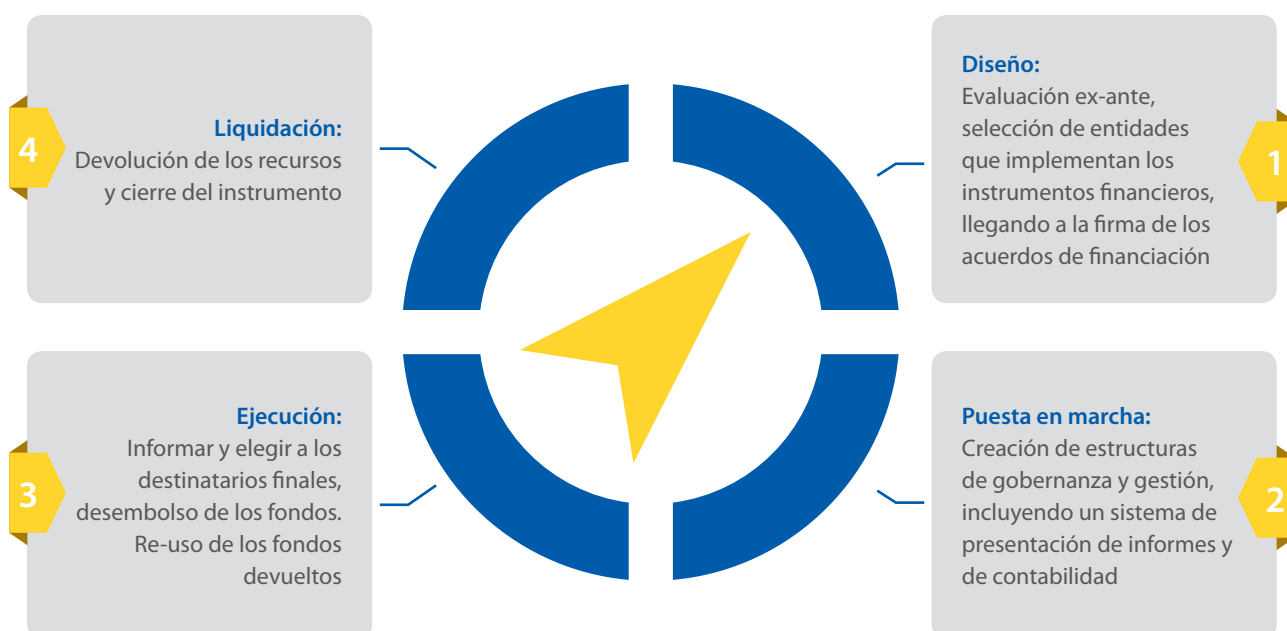 Diseño:
Evaluación ex-ante,
selección de entidades
que implementan los
instrumentos financieros,
llegando a la firma de los
acuerdos de financiación
1
Puesta en marcha:
Creación de estructuras
de gobernanza y gestión,
incluyendo un sistema de
presentación de informes y
de contabilidad
2
Ejecución:
Informar y elegir a los
destinatarios finales,
desembolso de los fondos.
Re-uso de los fondos
devueltos
3
Liquidación:
Devolución de los recursos
y cierre del instrumento
4